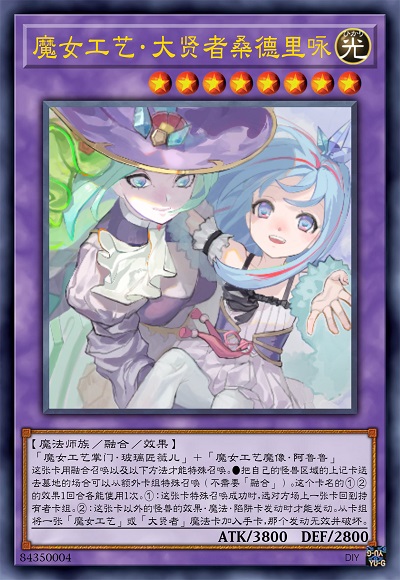 魔女工艺·大贤者桑德里咏
光
【魔法师族／融合／效果】
「魔女工艺掌门·玻璃匠薇儿」＋「魔女工艺魔像·阿鲁鲁」
这张卡用融合召唤以及以下方法才能特殊召唤。●把自己的怪兽区域的上记卡送
去墓地的场合可以从额外卡组特殊召唤（不需要「融合」）。这个卡名的①②
的效果1回合各能使用1次。①：这张卡特殊召唤成功时，选对方场上一张卡回到持
有者卡组。②：这张卡以外的怪兽的效果·魔法·陷阱卡发动时才能发动。从卡组
将一张「魔女工艺」或「大贤者」魔法卡加入手卡，那个发动无效并破坏。
ATK/3800 DEF/2800
84350004
DIY